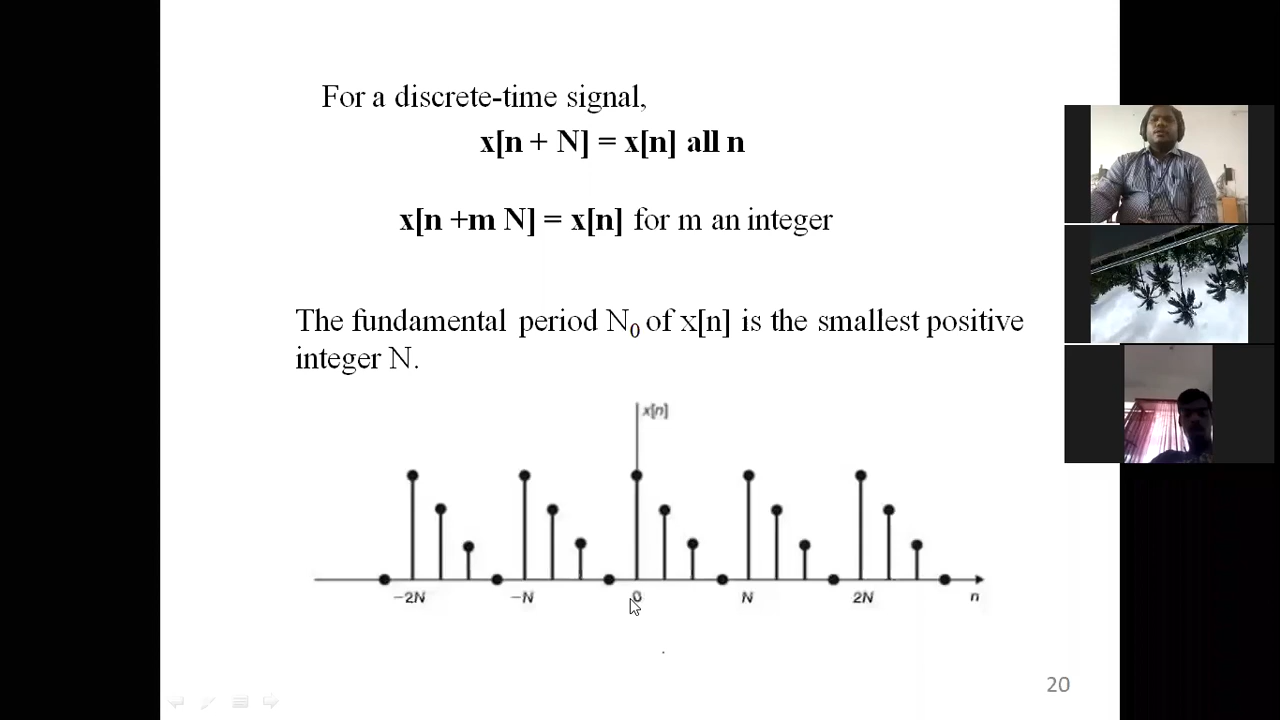 For a discrete-time signal,
x[n + N] = x[n] all n
x[n +m N] = x[n] for m an integer
The fundamental period N₀ of x[n] is the smallest positive
integer N.
x[n]
−2N −N 0 N 2N n
20